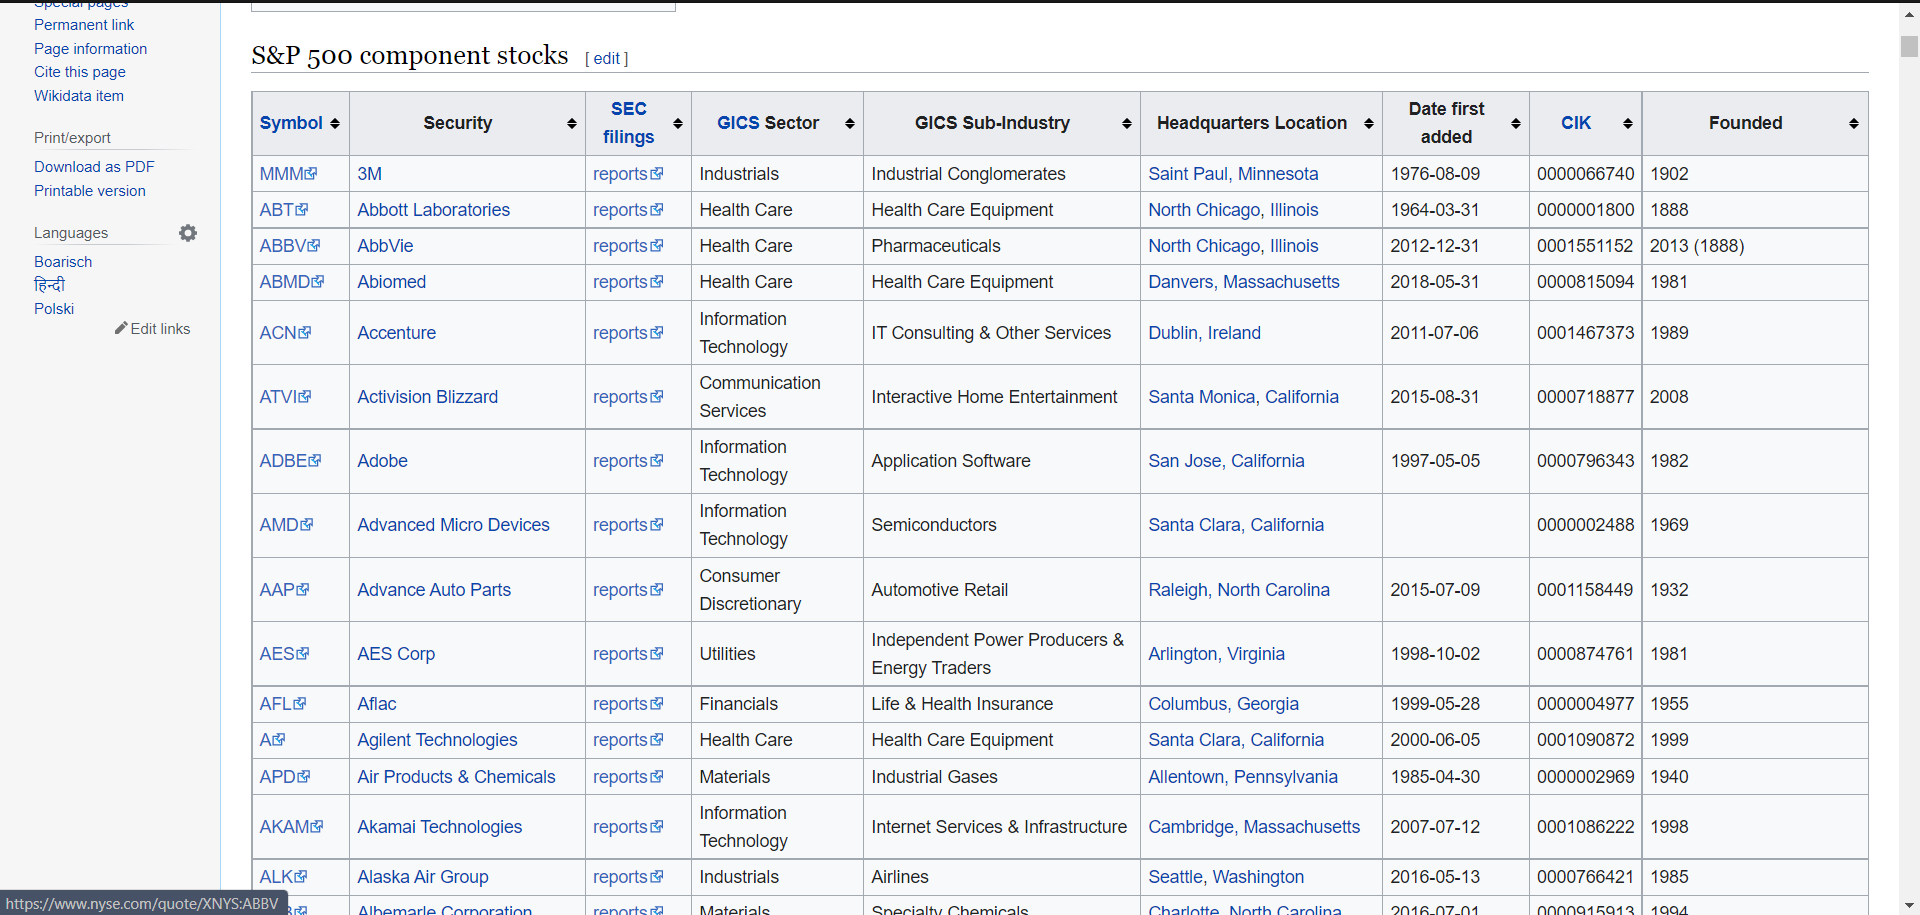 Special pages
Permanent link
Page information
Cite this page
Wikidata item
Print/export
Download as PDF
Printable version
Languages
Boarisch
हिन्दी
Polski
Edit links
S&P 500 component stocks [ edit ]
Symbol Security SEC filings GICS Sector GICS Sub-Industry Headquarters Location Date first added CIK Founded
MMM 3M reports Industrials Industrial Conglomerates Saint Paul, Minnesota 1976-08-09 0000066740 1902
ABT Abbott Laboratories reports Health Care Health Care Equipment North Chicago, Illinois 1964-03-31 0000001800 1888
ABBV AbbVie reports Health Care Pharmaceuticals North Chicago, Illinois 2012-12-31 0001551152 2013 (1888)
ABMD Abiomed reports Health Care Health Care Equipment Danvers, Massachusetts 2018-05-31 0000815094 1981
ACN Accenture reports Information Technology IT Consulting & Other Services Dublin, Ireland 2011-07-06 0001467373 1989
ATVI Activision Blizzard reports Communication Services Interactive Home Entertainment Santa Monica, California 2015-08-31 0000718877 2008
ADBE Adobe reports Information Technology Application Software San Jose, California 1997-05-05 0000796343 1982
AMD Advanced Micro Devices reports Information Technology Semiconductors Santa Clara, California 0000002488 1969
AAP Advance Auto Parts reports Consumer Discretionary Automotive Retail Raleigh, North Carolina 2015-07-09 0001158449 1932
AES AES Corp reports Utilities Independent Power Producers & Energy Traders Arlington, Virginia 1998-10-02 0000874761 1981
AFL Aflac reports Financials Life & Health Insurance Columbus, Georgia 1999-05-28 0000004977 1955
A Agilent Technologies reports Health Care Health Care Equipment Santa Clara, California 2000-06-05 0001090872 1999
APD Air Products & Chemicals reports Materials Industrial Gases Allentown, Pennsylvania 1985-04-30 0000002969 1940
AKAM Akamai Technologies reports Information Technology Internet Services & Infrastructure Cambridge, Massachusetts 2007-07-12 0001086222 1998
ALK Alaska Air Group reports Industrials Airlines Seattle, Washington 2016-05-13 0000766421 1985
Albemarle Corporation reports Materials Specialty Chemicals Charlotte, North Carolina 2016-07-01 0000915913 1994
https://www.nyse.com/quote/XNYS:ABBV